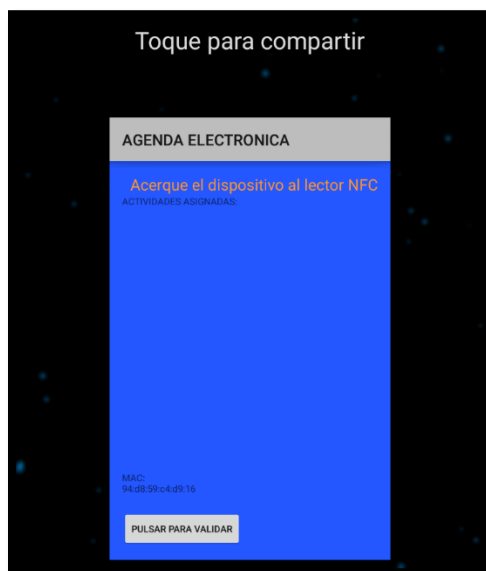 Toque para compartir
AGENDA ELECTRONICA
Acerque el dispositivo al lector NFC
ACTIVIDADES ASIGNADAS:
MAC:
94:d8:59:c4:d9:16
PULSAR PARA VALIDAR